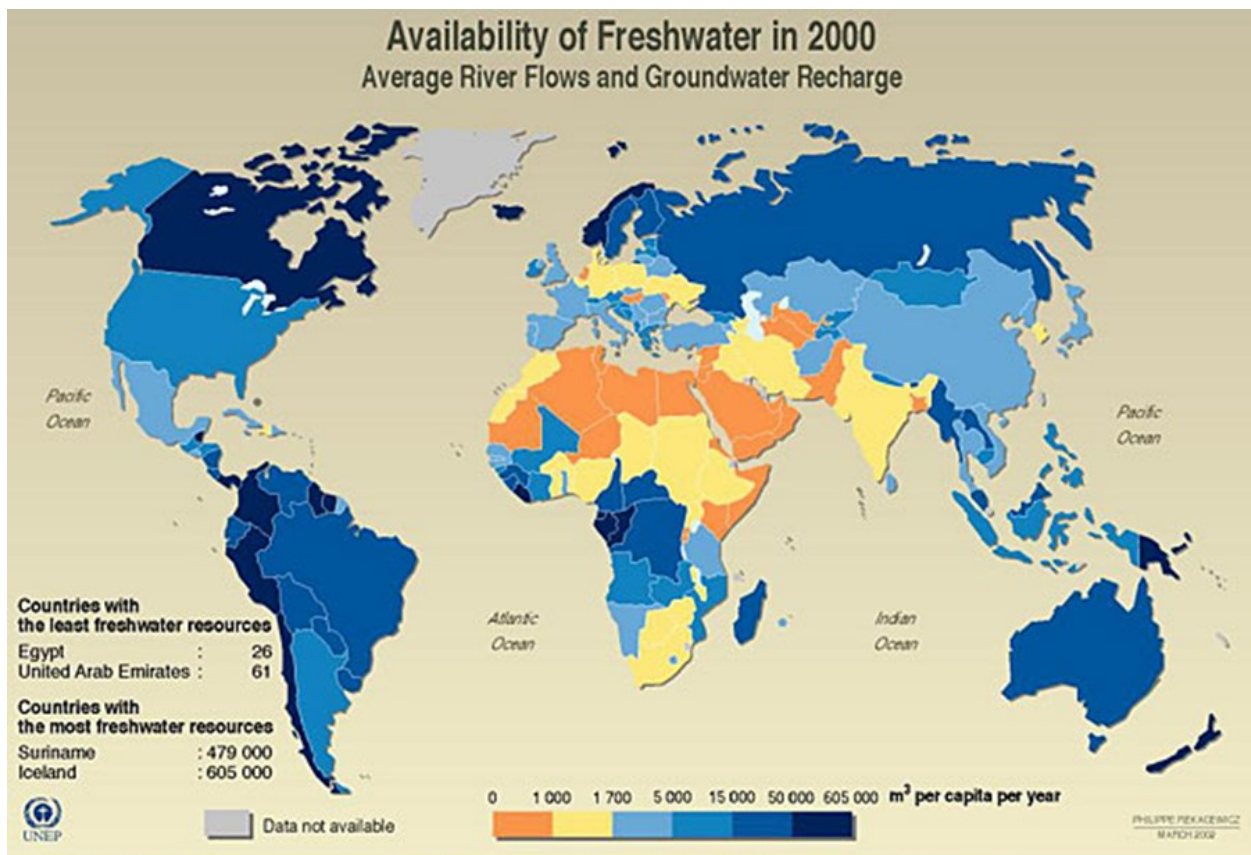 Availability of Freshwater in 2000
Average River Flows and Groundwater Recharge
Pacific
Ocean
Pacific
Ocean
Atlantic
Ocean
Indian
Ocean
Countries with
the least freshwater resources
Egypt : 26
United Arab Emirates : 61
Countries with
the most freshwater resources
Suriname : 479 000
Iceland : 605 000
0 1 000 1 700 5 000 15 000 50 000 605 000 m³ per capita per year
Data not available
UNEP
PHILIPPE REKACEWICZ
MARCH 2002